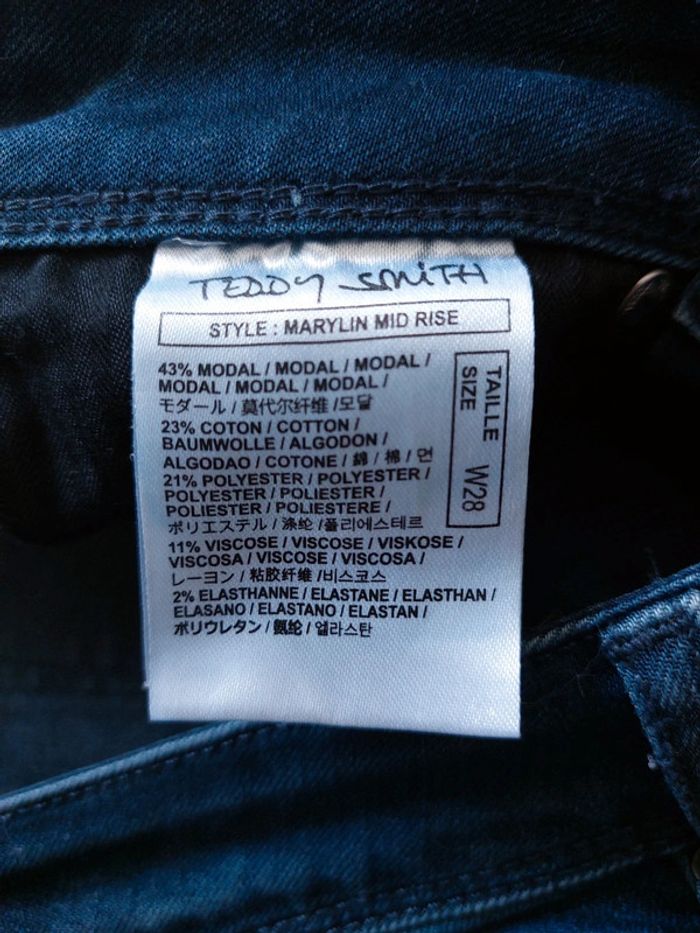 TEDDY SMITH
STYLE : MARYLIN MID RISE
43% MODAL / MODAL / MODAL /
MODAL / MODAL / MODAL /
モダール / 莫代尔纤维 /모달
23% COTON / COTTON /
BAUMWOLLE / ALGODON /
ALGODAO / COTONE / 綿 / 棉 / 면
21% POLYESTER / POLYESTER /
POLYESTER / POLIESTER /
POLIESTER / POLIESTERE /
ポリエステル / 涤纶 /폴리에스테르
11% VISCOSE / VISCOSE / VISKOSE /
VISCOSA / VISCOSE / VISCOSA /
レーヨン / 粘胶纤维 /비스코스
2% ELASTHANNE / ELASTANE / ELASTHAN /
ELASANO / ELASTANO / ELASTAN /
ポリウレタン / 氨纶 / 엘라스탄
TAILLE
SIZE
W28